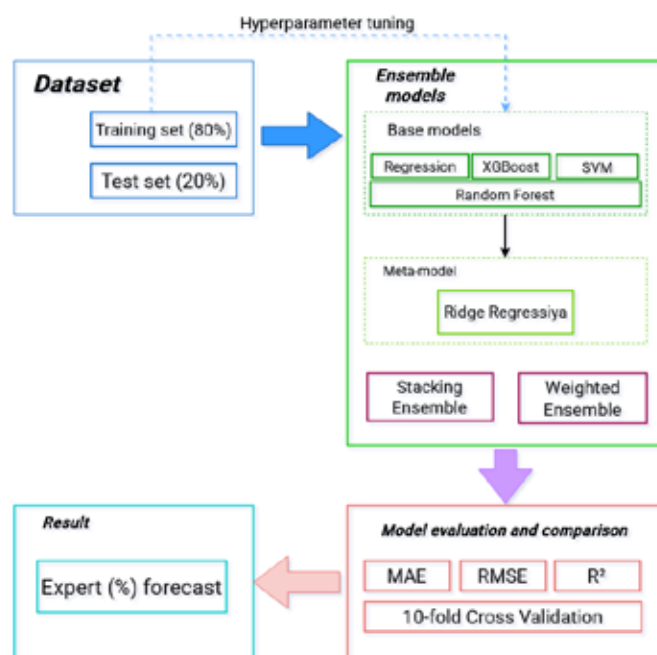 Hyperparameter tuning
Dataset
Training set (80%)
Test set (20%)
Ensemble
models
Base models
Regression
XGBoost
SVM
Random Forest
Meta-model
Ridge Regressiya
Stacking
Ensemble
Weighted
Ensemble
Result
Expert (%) forecast
Model evaluation and comparison
MAE
RMSE
R²
10-fold Cross Validation